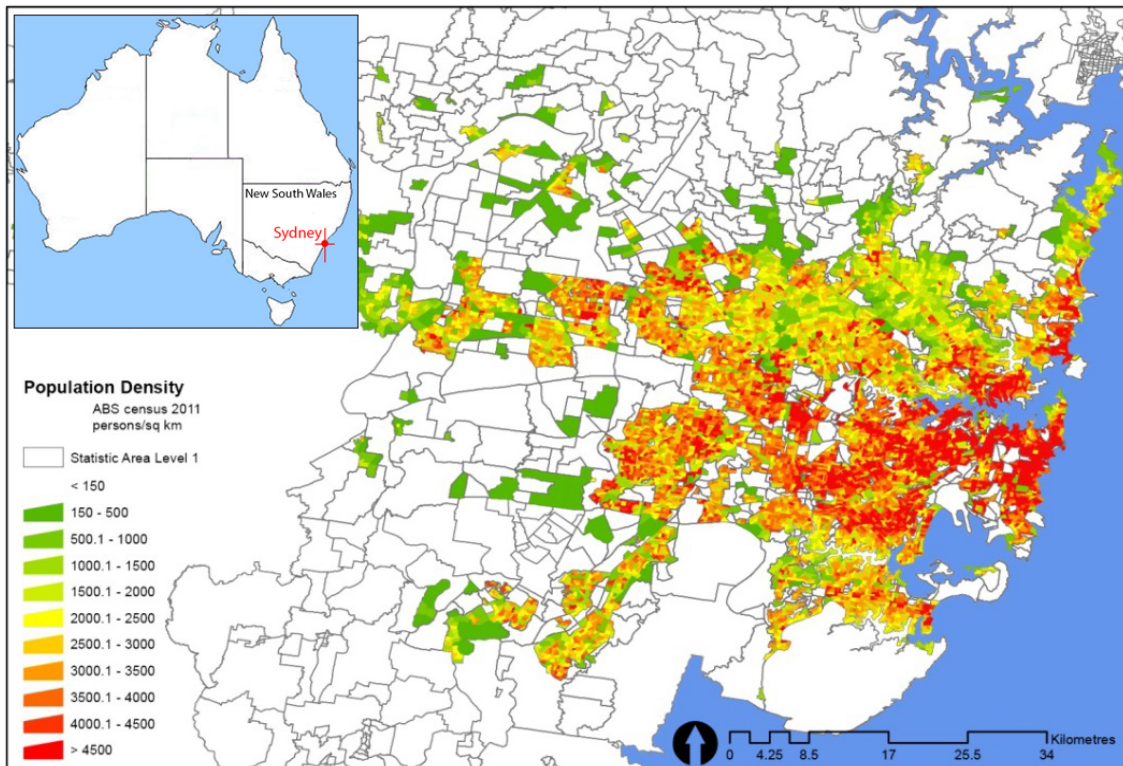 New South Wales
Sydney
Population Density
ABS census 2011
persons/sq km
Statistic Area Level 1
< 150
150 - 500
500.1 - 1000
1000.1 - 1500
1500.1 - 2000
2000.1 - 2500
2500.1 - 3000
3000.1 - 3500
3500.1 - 4000
4000.1 - 4500
> 4500
Kilometres
0 4.25 8.5 17 25.5 34